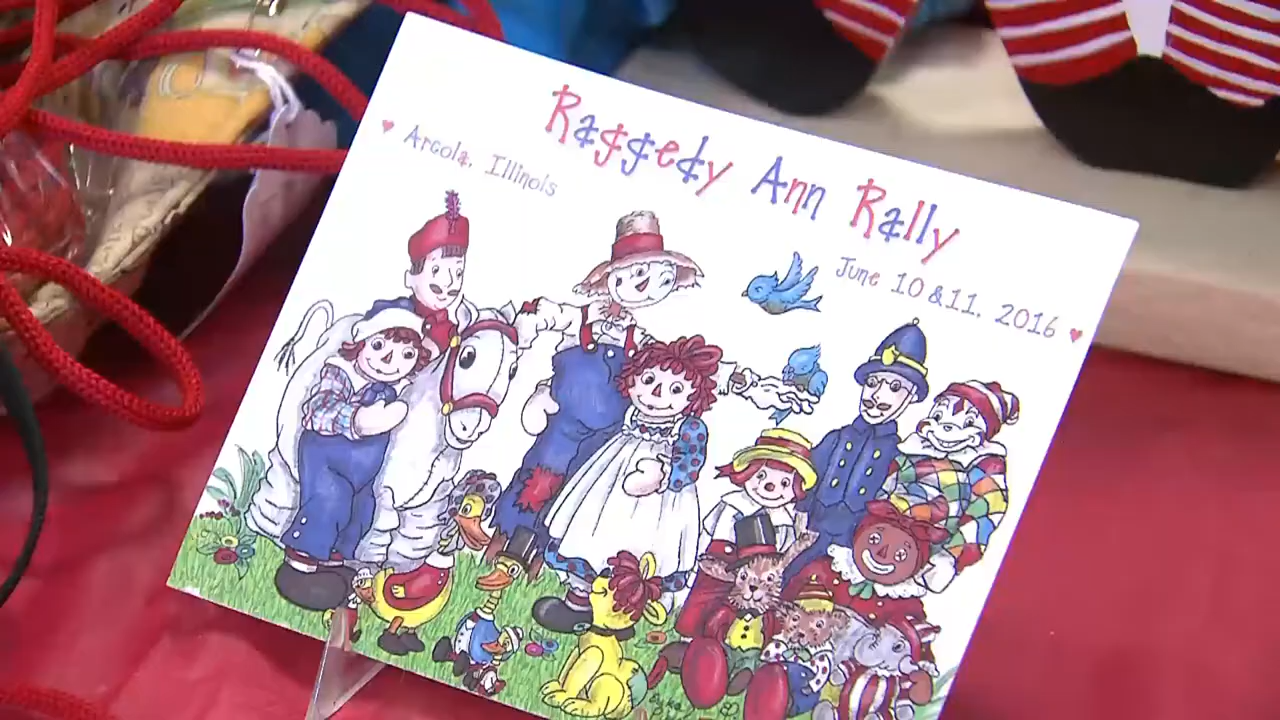 Raggedy Ann Rally
♥ Arcola, Illinois
June 10 & 11, 2016 ♥